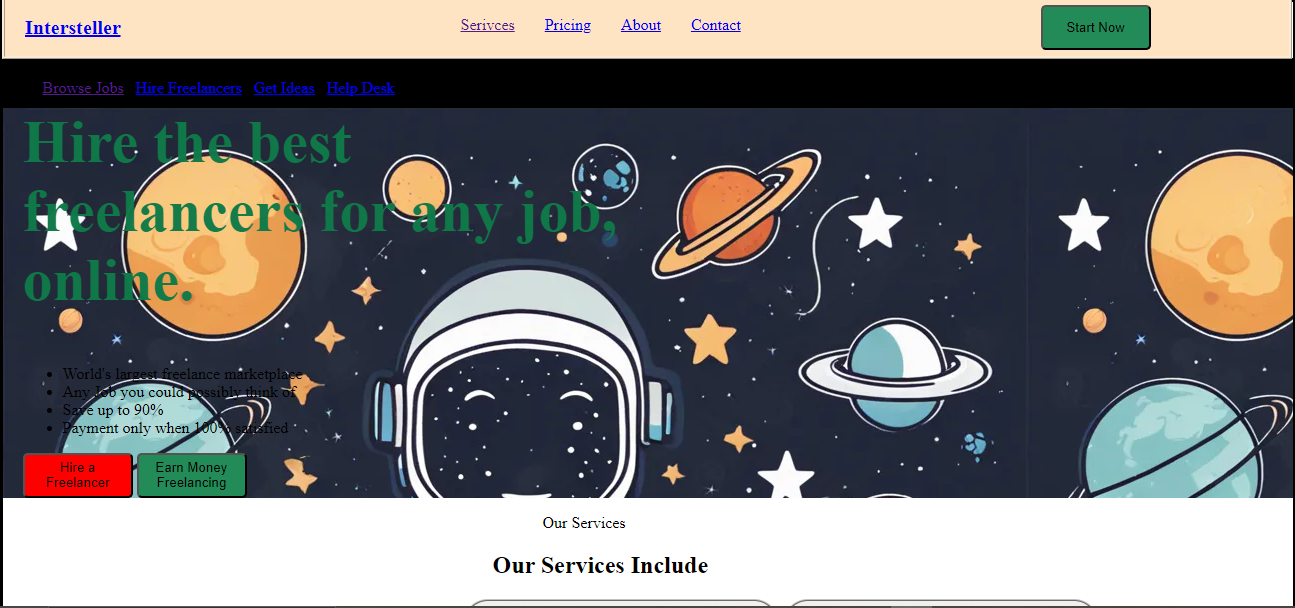 Intersteller
Serivces Pricing About Contact
Start Now
Browse Jobs Hire Freelancers Get Ideas Help Desk
Hire the best
freelancers for any job,
online.
World's largest freelance marketplace
Any Job you could possibly think of
Save up to 90%
Payment only when 100% satisfied
Hire a
Freelancer
Earn Money
Freelancing
Our Services
Our Services Include